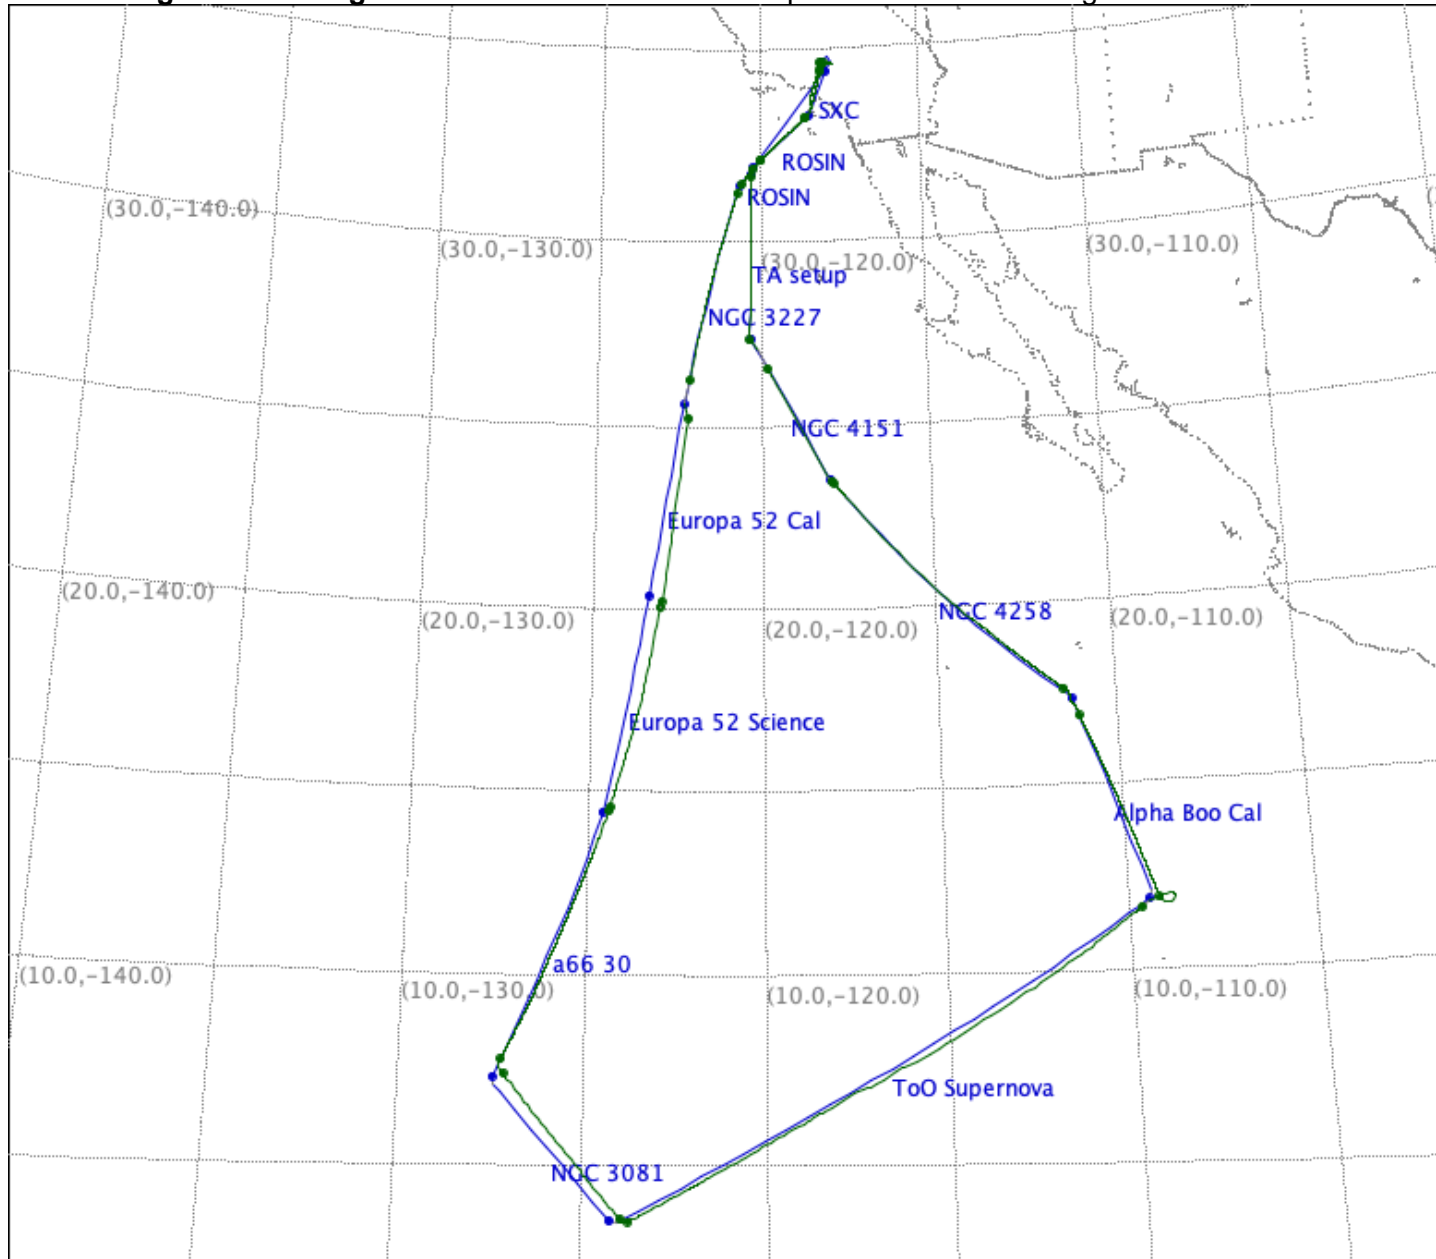 SXC
ROSIN
ROSIN
(30.0,-140.0)
(30.0,-130.0)
(30.0,-120.0)
(30.0,-110.0)
TA setup
NGC 3227
NGC 4151
Europa 52 Cal
(20.0,-140.0)
(20.0,-130.0)
(20.0,-120.0)
(20.0,-110.0)
NGC 4258
Europa 52 Science
Alpha Boo Cal
a66 30
(10.0,-140.0)
(10.0,-130.0)
(10.0,-120.0)
(10.0,-110.0)
ToO Supernova
NGC 3081